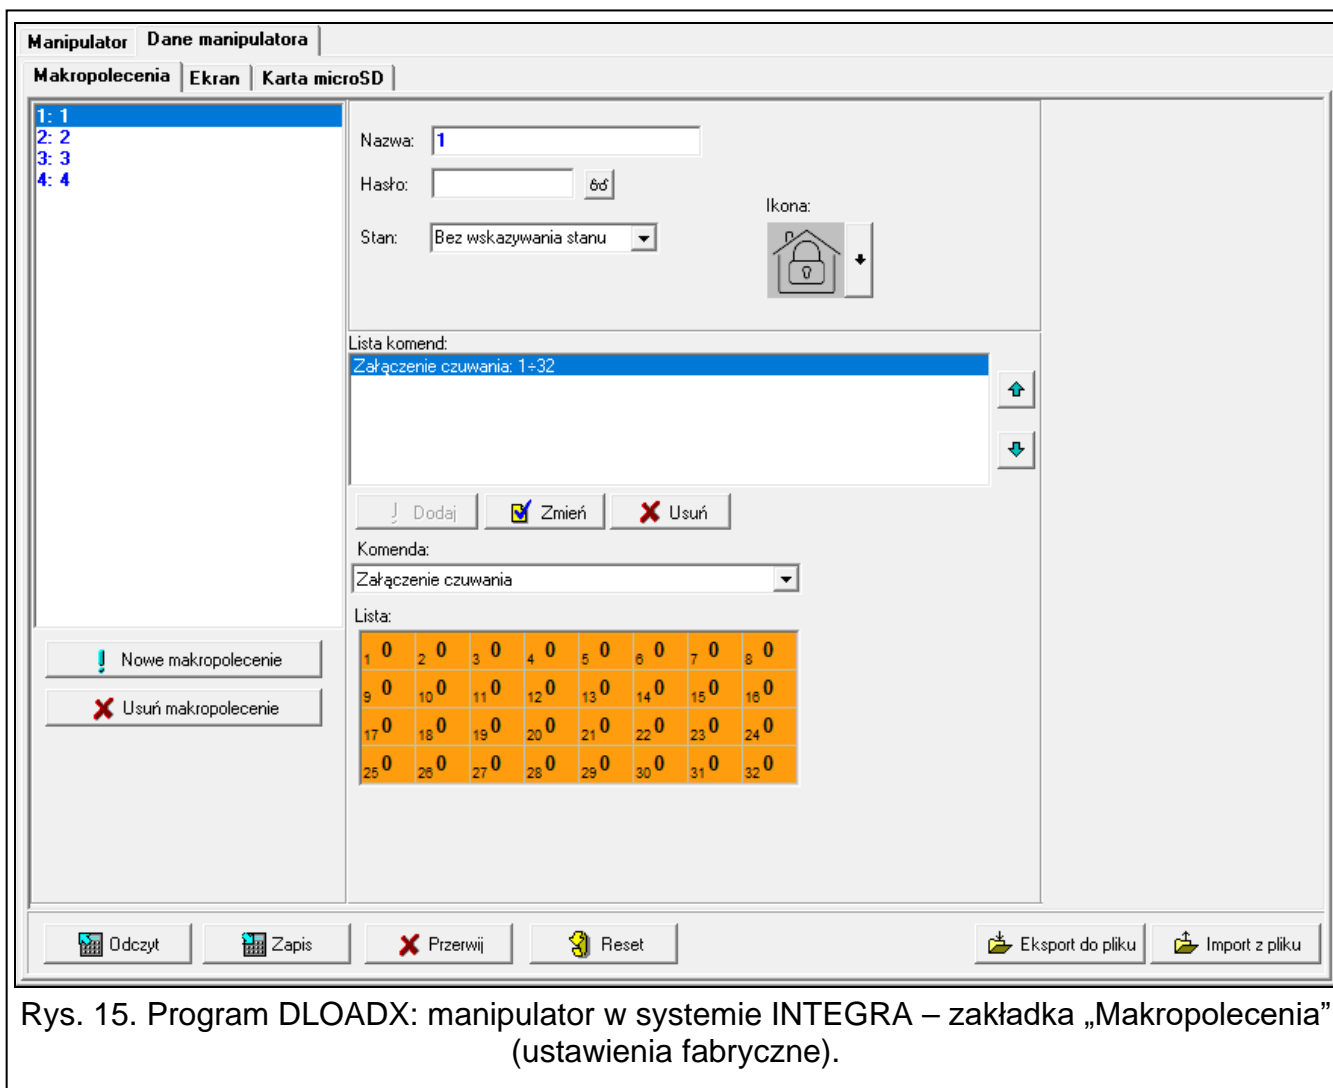 Manipulator Dane manipulatora
Makropolecenia Ekran Karta microSD
1: 1
2: 2
3: 3
4: 4
Nazwa: 1
Hasło:
Stan: Bez wskazywania stanu
Ikona:
Lista komend:
Załączenie czuwania: 1÷32
Dodaj Zmień Usuń
Komenda:
Załączenie czuwania
Lista:
1 0 2 0 3 0 4 0 5 0 6 0 7 0 8 0
9 0 10 0 11 0 12 0 13 0 14 0 15 0 16 0
17 0 18 0 19 0 20 0 21 0 22 0 23 0 24 0
25 0 26 0 27 0 28 0 29 0 30 0 31 0 32 0
Nowe makropolecenie
Usuń makropolecenie
Odczyt Zapis Przerwij Reset Eksport do pliku Import z pliku
Rys. 15. Program DLOADX: manipulator w systemie INTEGRA – zakładka „Makropolecenia”
(ustawienia fabryczne).